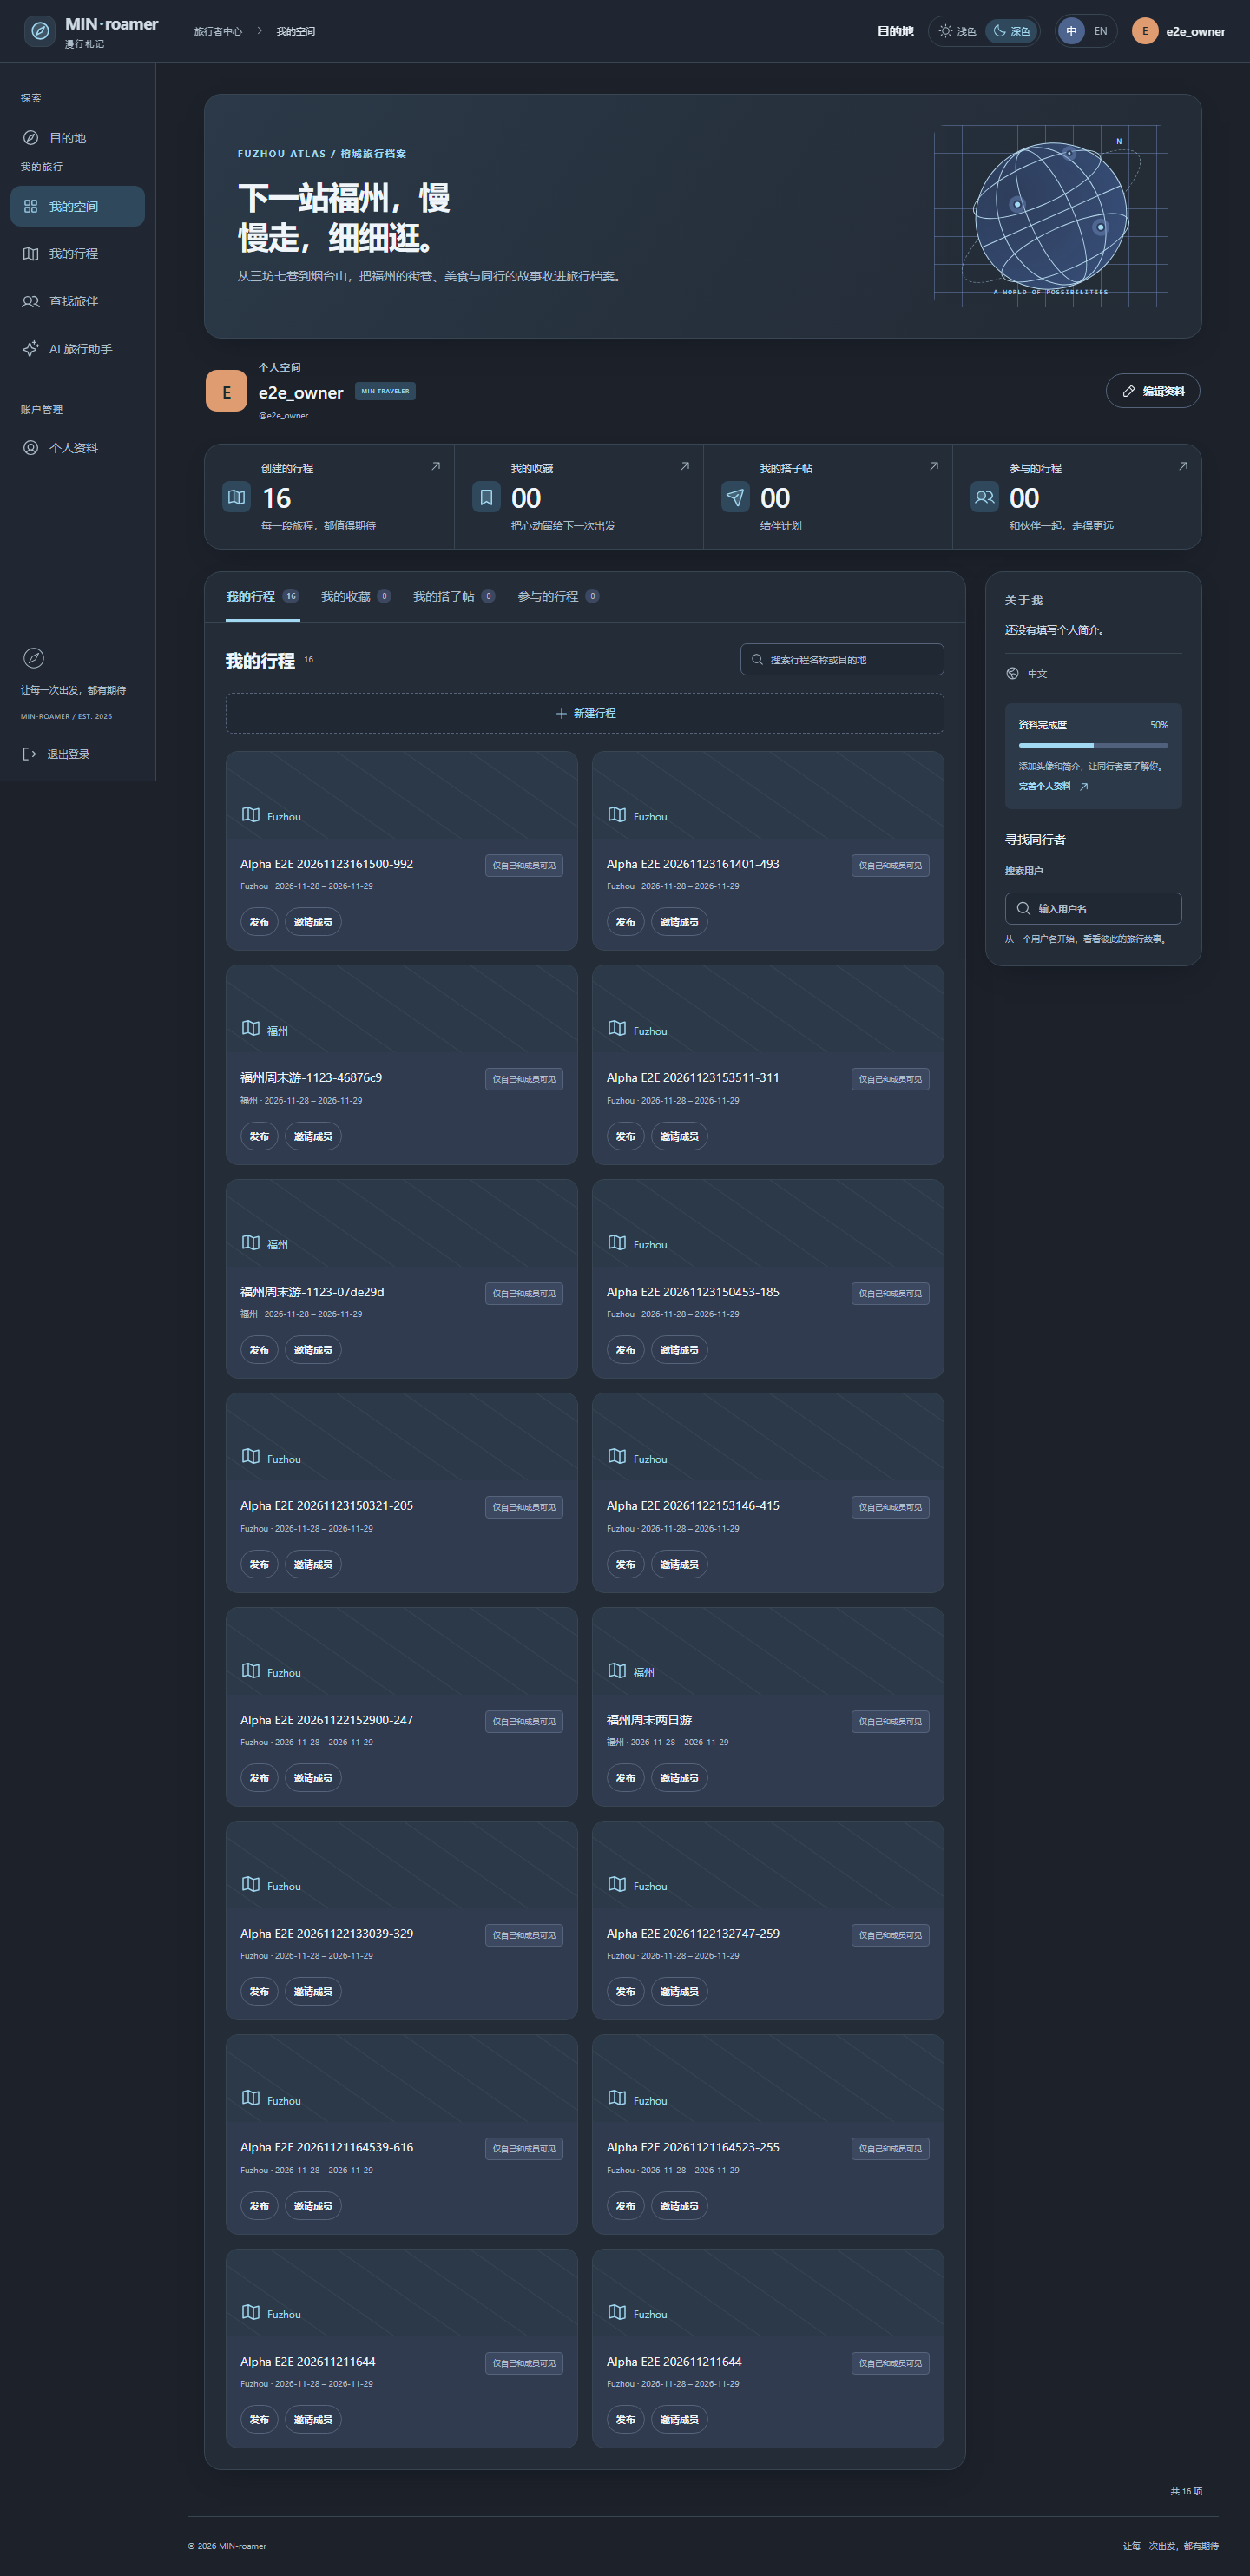 MIN·roamer
漫行札记
旅行者中心 > 我的空间
目的地
浅色
深色
中
EN
E
e2e_owner
探索
目的地
我的旅行
我的空间
我的行程
查找旅伴
AI 旅行助手
账户管理
个人资料
让每一次出发，都有期待
MIN-ROAMER / EST. 2026
退出登录
FUZHOU ATLAS / 榕城旅行档案
下一站福州，慢
慢走，细细逛。
从三坊七巷到烟台山，把福州的街巷、美食与同行的故事收进旅行档案。
N
A WORLD OF POSSIBILITIES
E
个人空间
e2e_owner
MIN TRAVELER
@e2e_owner
编辑资料
创建的行程
16
每一段旅程，都值得期待
我的收藏
00
把心动留给下一次出发
我的搭子帖
00
结伴计划
参与的行程
00
和伙伴一起，走得更远
我的行程 16
我的收藏 0
我的搭子帖 0
参与的行程 0
我的行程 16
搜索行程名称或目的地
+ 新建行程
Fuzhou
Alpha E2E 20261123161500-992
仅自己和成员可见
Fuzhou · 2026-11-28 – 2026-11-29
发布
邀请成员
Fuzhou
Alpha E2E 20261123161401-493
仅自己和成员可见
Fuzhou · 2026-11-28 – 2026-11-29
发布
邀请成员
福州
福州周末游-1123-46876c9
仅自己和成员可见
福州 · 2026-11-28 – 2026-11-29
发布
邀请成员
Fuzhou
Alpha E2E 20261123153511-311
仅自己和成员可见
Fuzhou · 2026-11-28 – 2026-11-29
发布
邀请成员
福州
福州周末游-1123-07de29d
仅自己和成员可见
福州 · 2026-11-28 – 2026-11-29
发布
邀请成员
Fuzhou
Alpha E2E 20261123150453-185
仅自己和成员可见
Fuzhou · 2026-11-28 – 2026-11-29
发布
邀请成员
Fuzhou
Alpha E2E 20261123150321-205
仅自己和成员可见
Fuzhou · 2026-11-28 – 2026-11-29
发布
邀请成员
Fuzhou
Alpha E2E 20261122153146-415
仅自己和成员可见
Fuzhou · 2026-11-28 – 2026-11-29
发布
邀请成员
Fuzhou
Alpha E2E 20261122152900-247
仅自己和成员可见
Fuzhou · 2026-11-28 – 2026-11-29
发布
邀请成员
福州
福州周末两日游
仅自己和成员可见
福州 · 2026-11-28 – 2026-11-29
发布
邀请成员
Fuzhou
Alpha E2E 20261122133039-329
仅自己和成员可见
Fuzhou · 2026-11-28 – 2026-11-29
发布
邀请成员
Fuzhou
Alpha E2E 20261122132747-259
仅自己和成员可见
Fuzhou · 2026-11-28 – 2026-11-29
发布
邀请成员
Fuzhou
Alpha E2E 20261121164539-616
仅自己和成员可见
Fuzhou · 2026-11-28 – 2026-11-29
发布
邀请成员
Fuzhou
Alpha E2E 20261121164523-255
仅自己和成员可见
Fuzhou · 2026-11-28 – 2026-11-29
发布
邀请成员
Fuzhou
Alpha E2E 202611211644
仅自己和成员可见
Fuzhou · 2026-11-28 – 2026-11-29
发布
邀请成员
Fuzhou
Alpha E2E 202611211644
仅自己和成员可见
Fuzhou · 2026-11-28 – 2026-11-29
发布
邀请成员
关于我
还没有填写个人简介。
中文
资料完成度 50%
添加头像和简介，让同行者更了解你。
完善个人资料
寻找同行者
搜索用户
输入用户名
从一个用户名开始，看看彼此的旅行故事。
共 16 项
© 2026 MIN-roamer
让每一次出发，都有期待